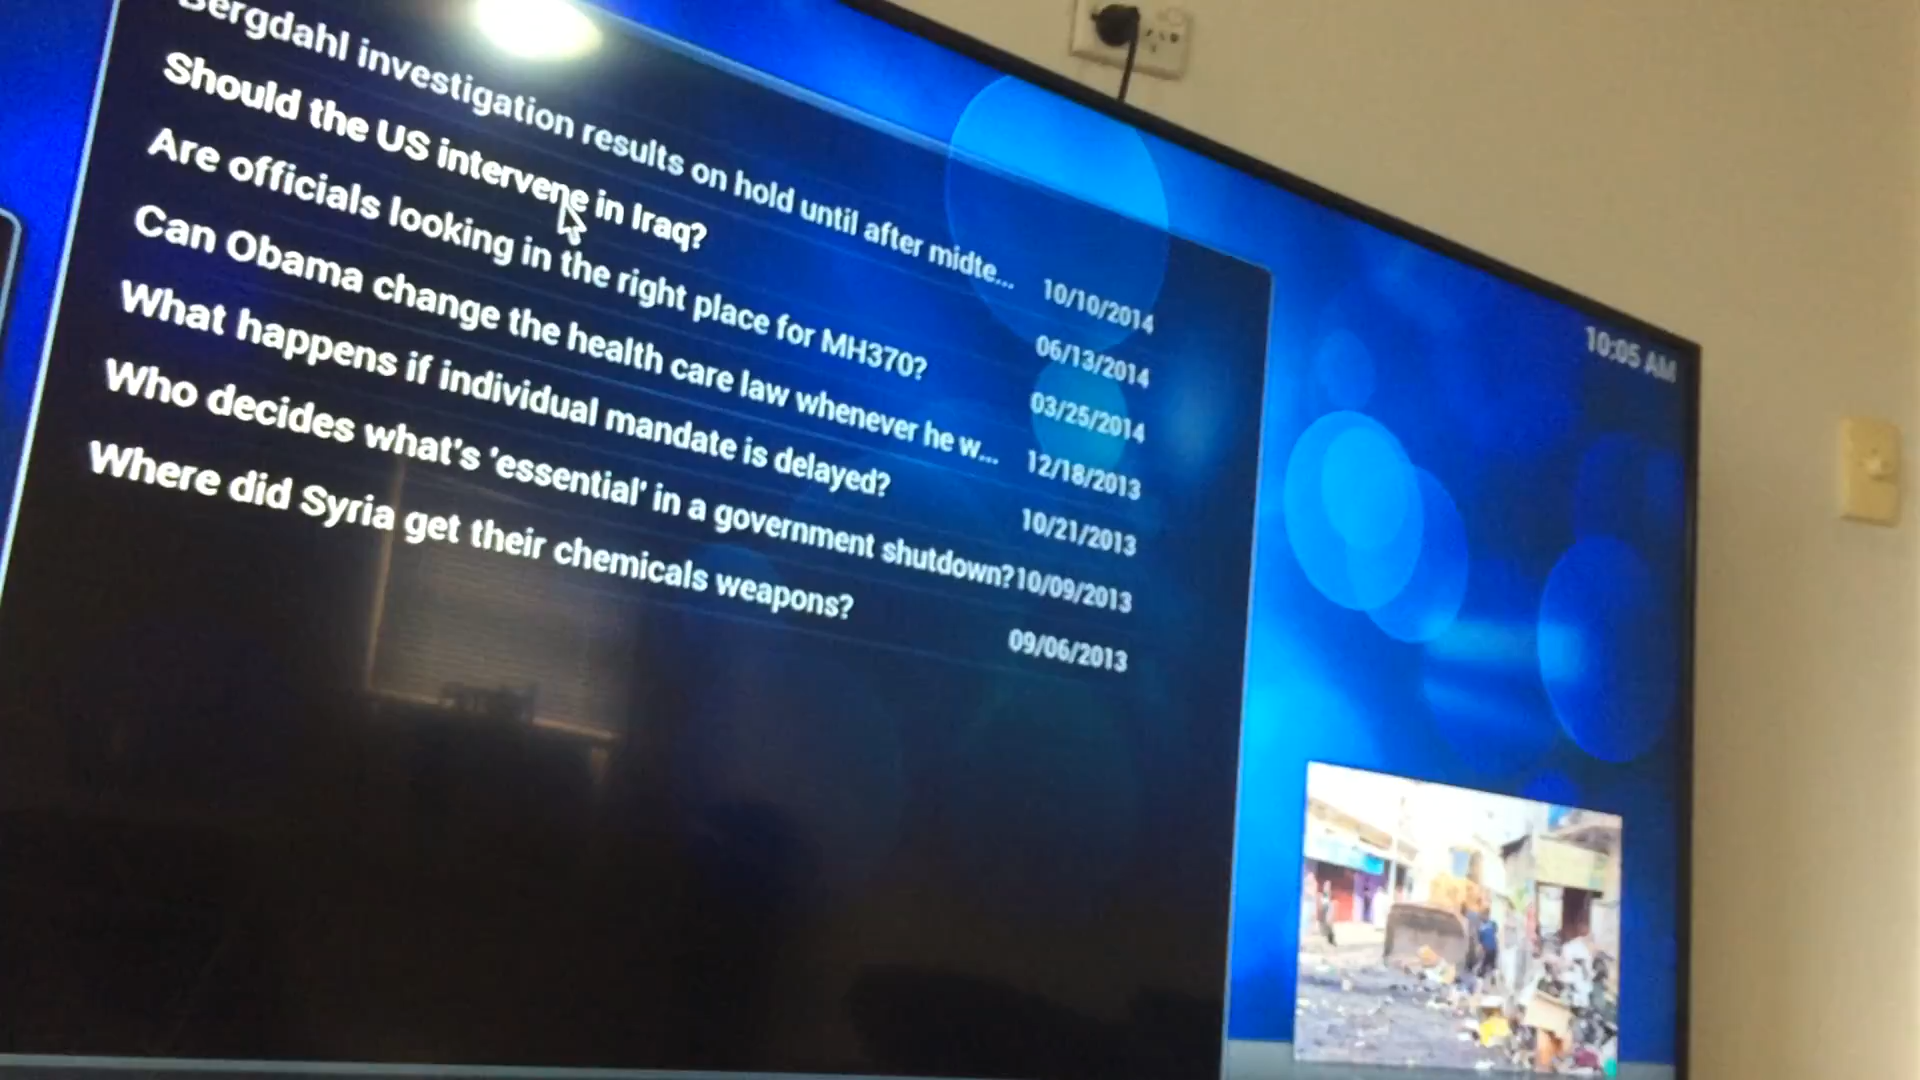 Bergdahl investigation results on hold until after midte... 10/10/2014
Should the US intervene in Iraq? 06/13/2014
Are officials looking in the right place for MH370? 03/25/2014
Can Obama change the health care law whenever he w... 12/18/2013
What happens if individual mandate is delayed? 10/21/2013
Who decides what's 'essential' in a government shutdown? 10/09/2013
Where did Syria get their chemicals weapons? 09/06/2013
10:05 AM